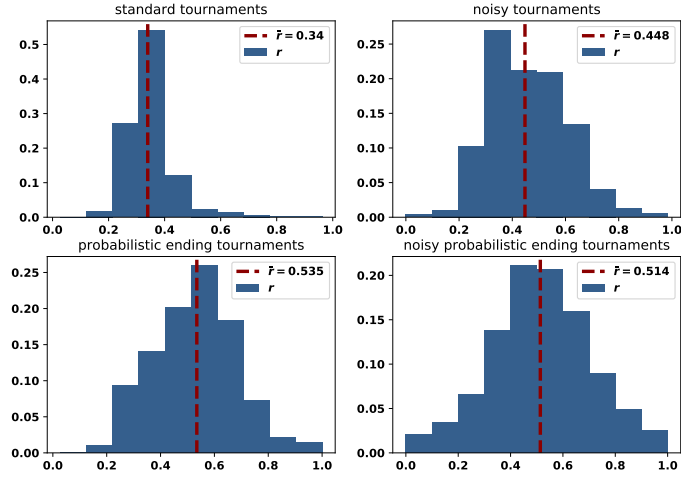 standard tournaments
r̄ = 0.34
r
0.5
0.4
0.3
0.2
0.1
0.0
0.0 0.2 0.4 0.6 0.8 1.0
noisy tournaments
r̄ = 0.448
r
0.25
0.20
0.15
0.10
0.05
0.00
0.0 0.2 0.4 0.6 0.8 1.0
probabilistic ending tournaments
r̄ = 0.535
r
0.25
0.20
0.15
0.10
0.05
0.00
0.0 0.2 0.4 0.6 0.8 1.0
noisy probabilistic ending tournaments
r̄ = 0.514
r
0.20
0.15
0.10
0.05
0.00
0.0 0.2 0.4 0.6 0.8 1.0